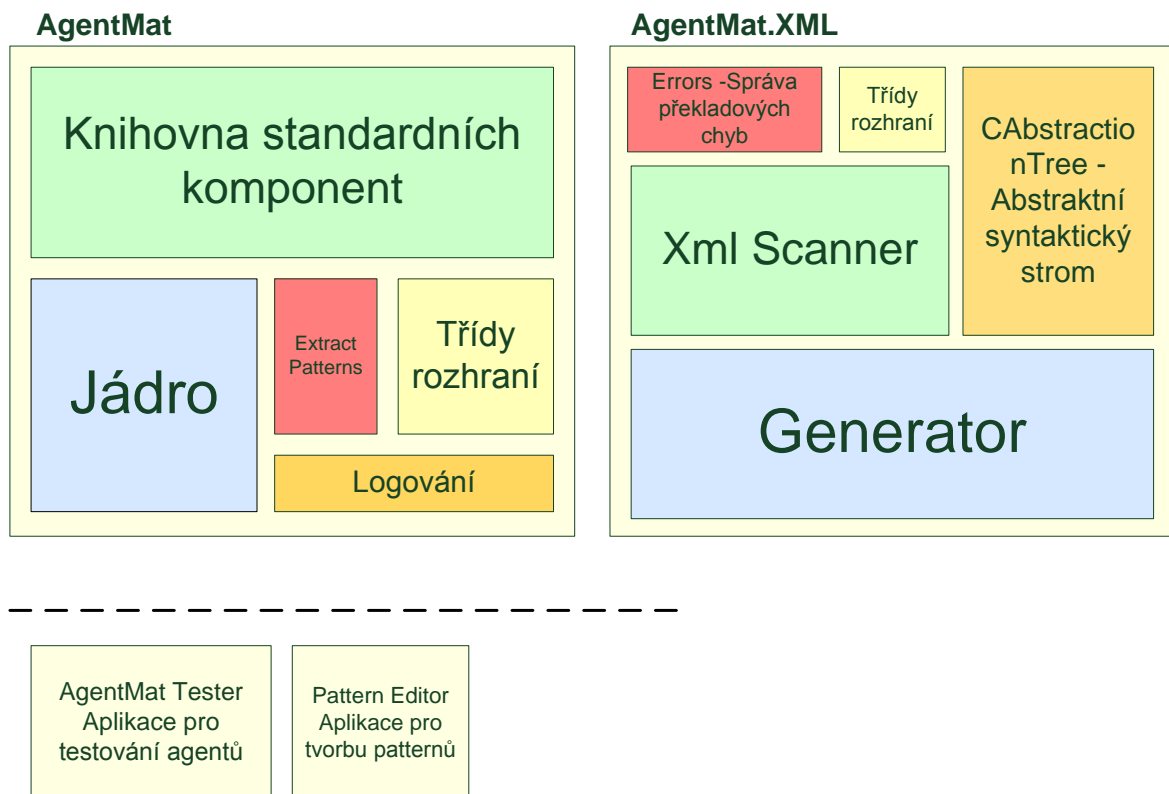 AgentMat
Knihovna standardních
komponent
Jádro
Extract
Patterns
Třídy
rozhraní
Logování
AgentMat.XML
Errors -Správa
překladových
chyb
Třídy
rozhraní
CAbstractio
nTree -
Abstraktní
syntaktický
strom
Xml Scanner
Generator
AgentMat Tester
Aplikace pro
testování agentů
Pattern Editor
Aplikace pro
tvorbu patternů